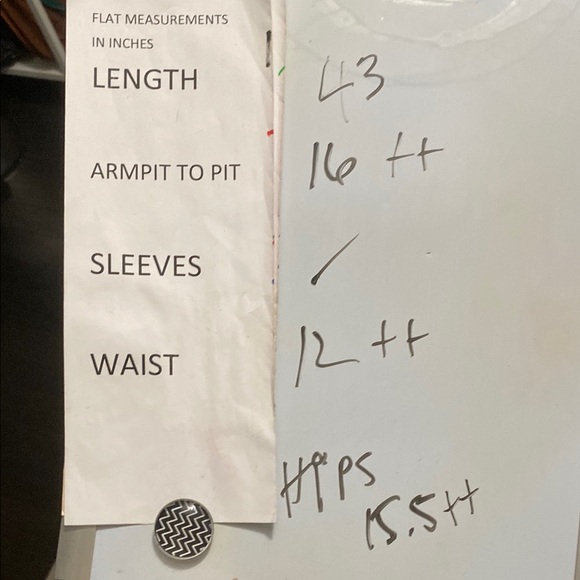 FLAT MEASUREMENTS
IN INCHES
LENGTH 43
ARMPIT TO PIT 16 ++
SLEEVES /
WAIST 12 ++
HIPS
15.5++